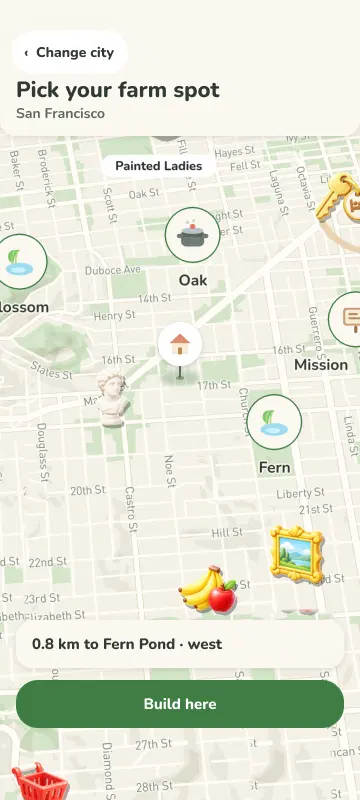 ‹ Change city
Pick your farm spot
San Francisco
Ivy St
Hayes St
Fell St
Baker St
Broderick St
Painted Ladies
Scott St
Oak St
Laguna St
Octavia St
Oak
Duboce Ave
lossom
14th St
Henry St
Guerrero S
16th St
16th St
Mission
States St
17th St
Church
Linda St
Fern
Douglass St
Noe St
20th St
Castro St
Liberty St
21st St
Hill St
22nd St
23rd St
lizabeth St
0.8 km to Fern Pond · west
Build here
27th St
Diamond S
28th St